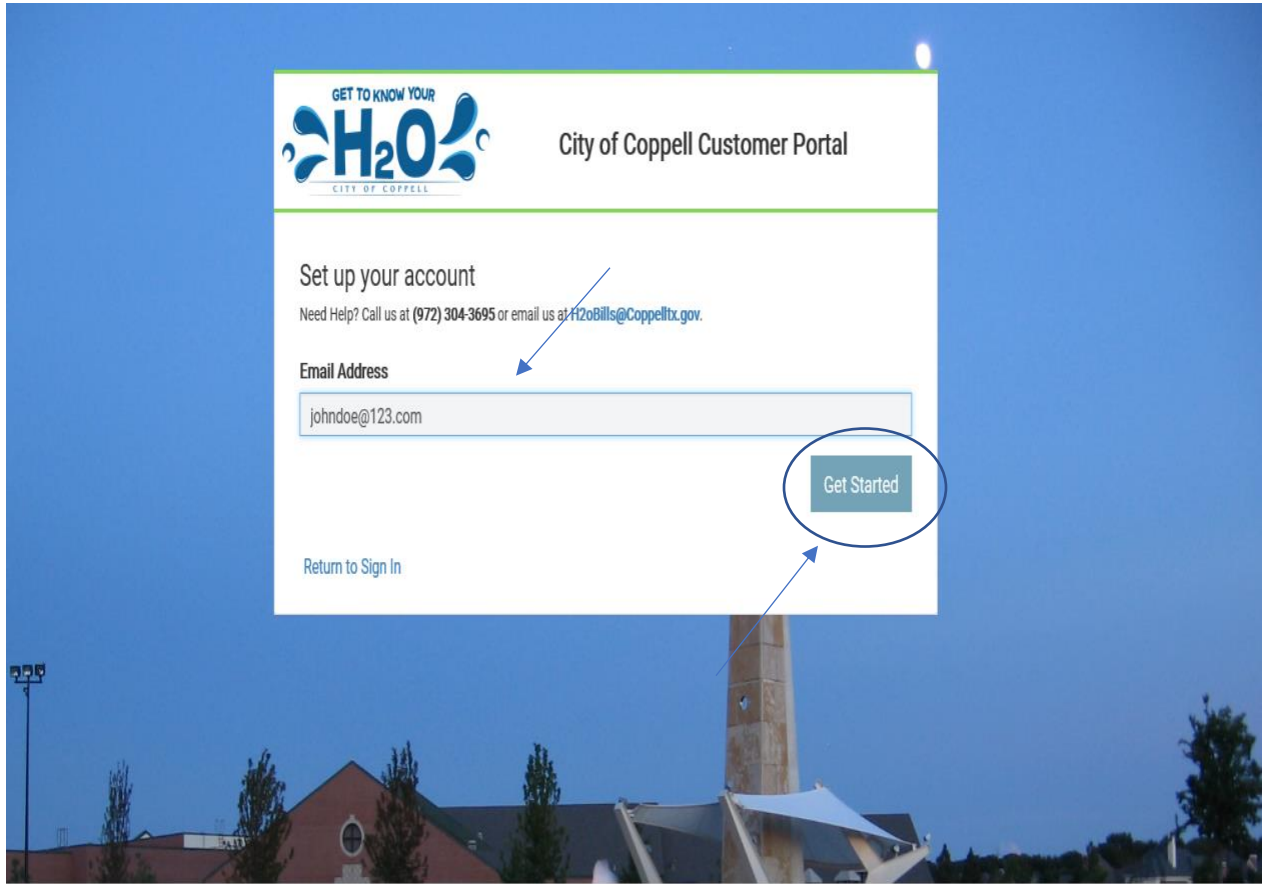 GET TO KNOW YOUR
H2O
CITY OF COPPELL
City of Coppell Customer Portal
Set up your account
Need Help? Call us at (972) 304-3695 or email us at H2oBills@Coppelltx.gov.
Email Address
johndoe@123.com
Get Started
Return to Sign In